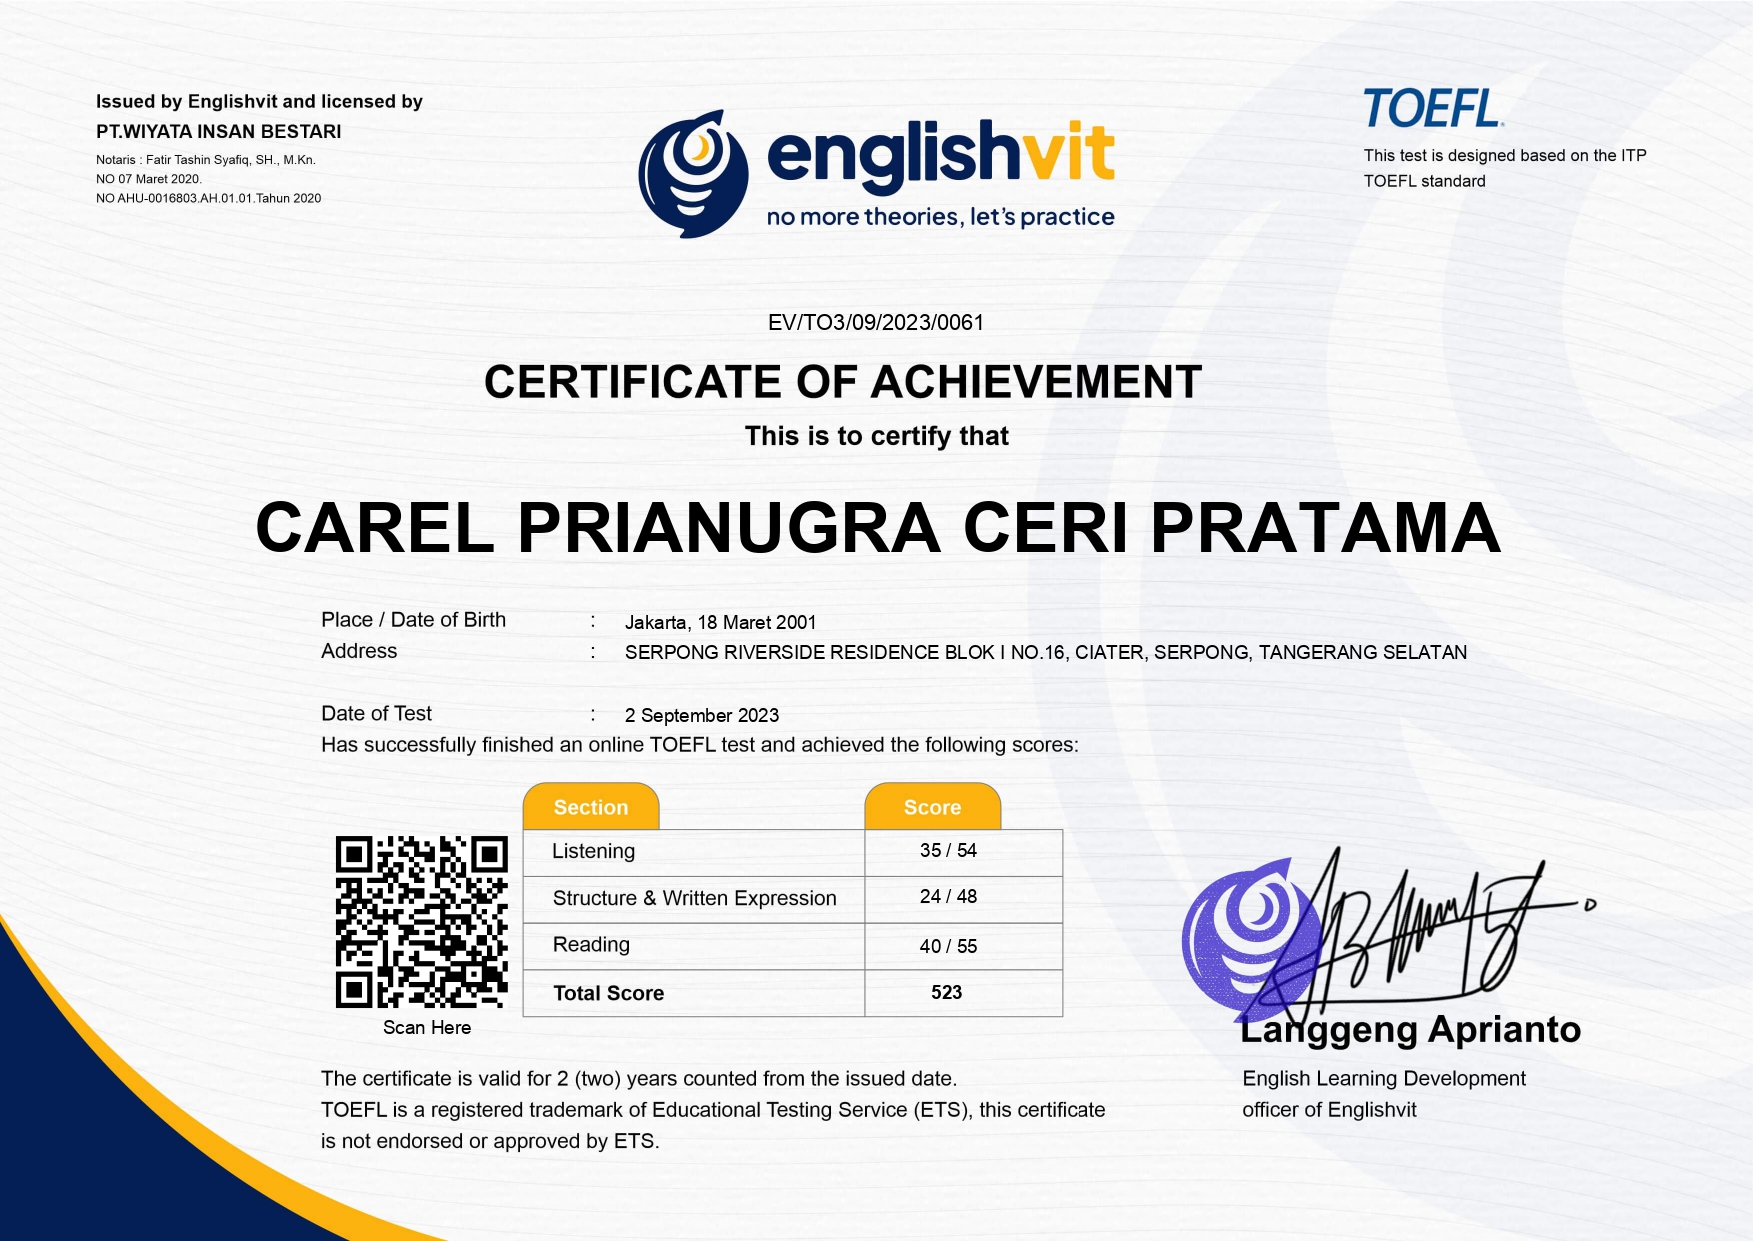 Issued by Englishvit and licensed by
PT.WIYATA INSAN BESTARI
Notaris : Fatir Tashin Syafiq, SH., M.Kn.
NO 07 Maret 2020.
NO AHU-0016803.AH.01.01.Tahun 2020
englishvit
no more theories, let's practice
TOEFL®
This test is designed based on the ITP
TOEFL standard
EV/TO3/09/2023/0061
CERTIFICATE OF ACHIEVEMENT
This is to certify that
CAREL PRIANUGRA CERI PRATAMA
Place / Date of Birth : Jakarta, 18 Maret 2001
Address : SERPONG RIVERSIDE RESIDENCE BLOK I NO.16, CIATER, SERPONG, TANGERANG SELATAN
Date of Test : 2 September 2023
Has successfully finished an online TOEFL test and achieved the following scores:
Section Score
Listening 35 / 54
Structure & Written Expression 24 / 48
Reading 40 / 55
Total Score 523
Scan Here
Langgeng Aprianto
English Learning Development
officer of Englishvit
The certificate is valid for 2 (two) years counted from the issued date.
TOEFL is a registered trademark of Educational Testing Service (ETS), this certificate
is not endorsed or approved by ETS.